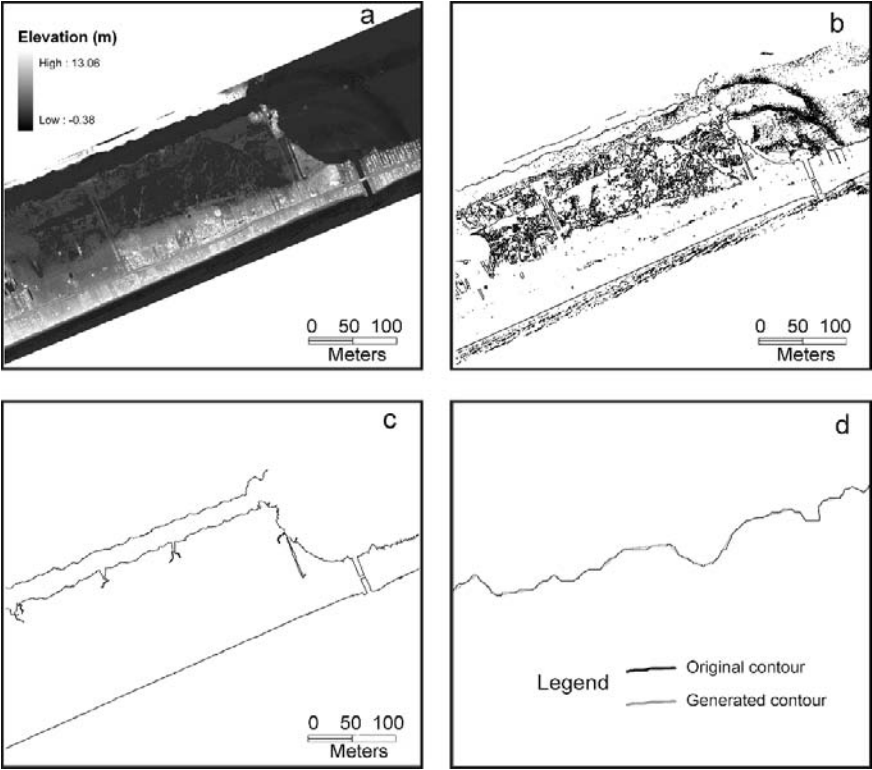 a
Elevation (m)
High : 13.06
Low : -0.38
0 50 100
Meters
b
0 50 100
Meters
c
0 50 100
Meters
d
Legend
Original contour
Generated contour